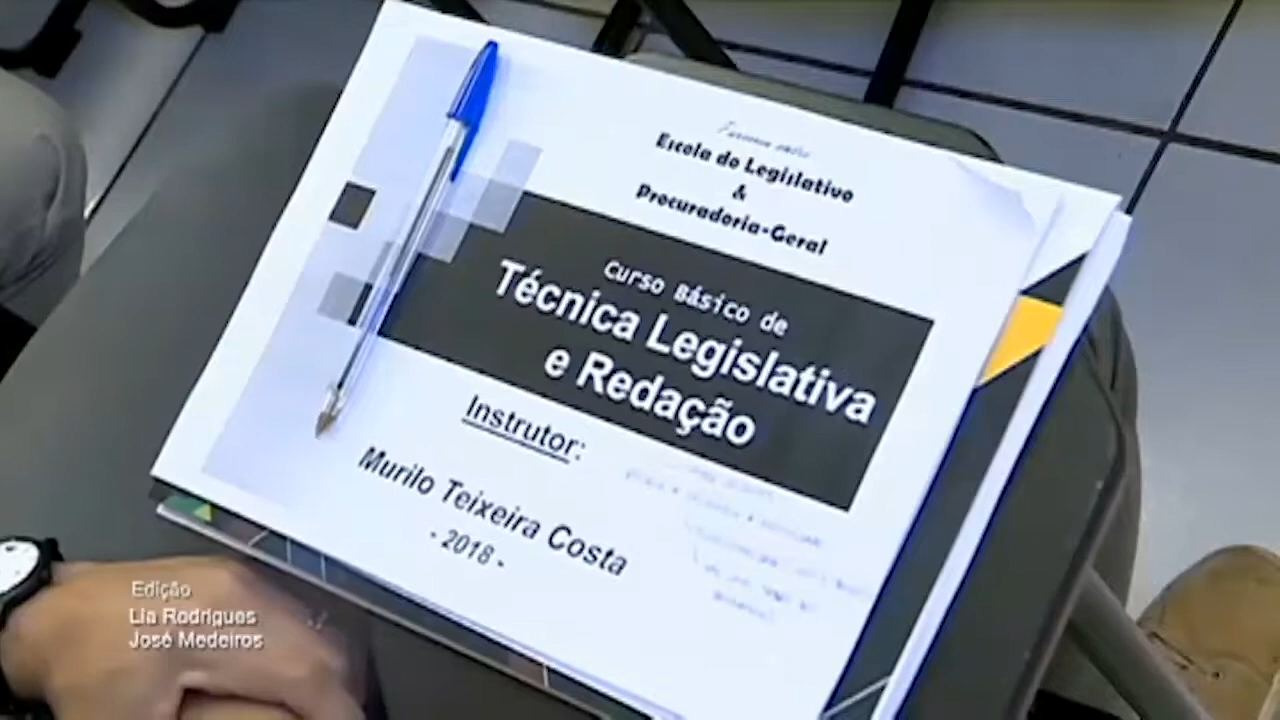 Escola do Legislativo
&
Procuradoria-Geral
Curso Básico de
Técnica Legislativa
e Redação
Instrutor:
Murilo Teixeira Costa
- 2018 -
Edição
Lia Rodrigues
José Medeiros